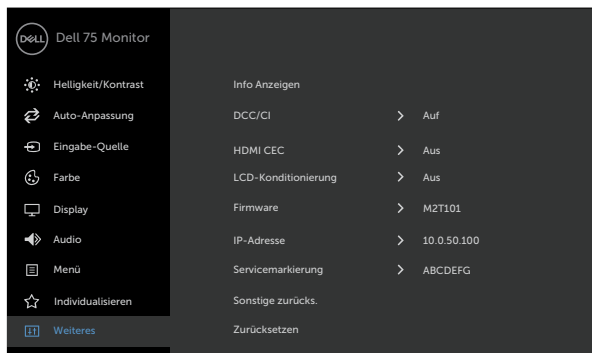 DELL Dell 75 Monitor
Helligkeit/Kontrast Info Anzeigen
Auto-Anpassung DCC/CI Auf
Eingabe-Quelle HDMI CEC Aus
Farbe LCD-Konditionierung Aus
Display Firmware M2T101
Audio IP-Adresse 10.0.50.100
Menü Servicemarkierung ABCDEFG
Individualisieren Sonstige zurücks.
Weiteres Zurücksetzen